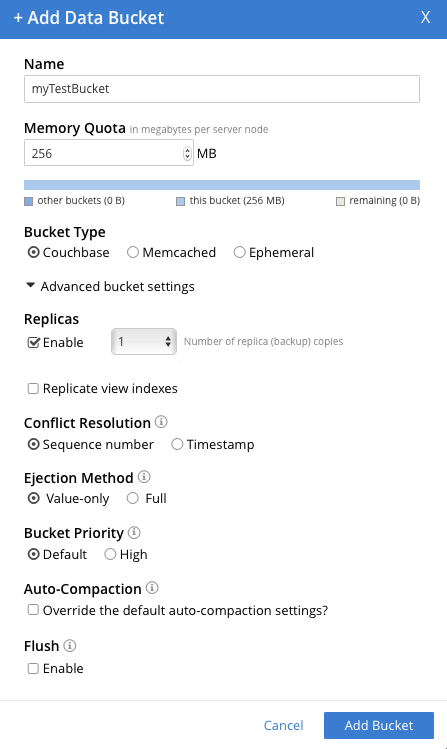 + Add Data Bucket X
Name
myTestBucket
Memory Quota in megabytes per server node
256 MB
other buckets (0 B) this bucket (256 MB) remaining (0 B)
Bucket Type
Couchbase Memcached Ephemeral
Advanced bucket settings
Replicas
Enable 1 Number of replica (backup) copies
Replicate view indexes
Conflict Resolution
Sequence number Timestamp
Ejection Method
Value-only Full
Bucket Priority
Default High
Auto-Compaction
Override the default auto-compaction settings?
Flush
Enable
Cancel Add Bucket